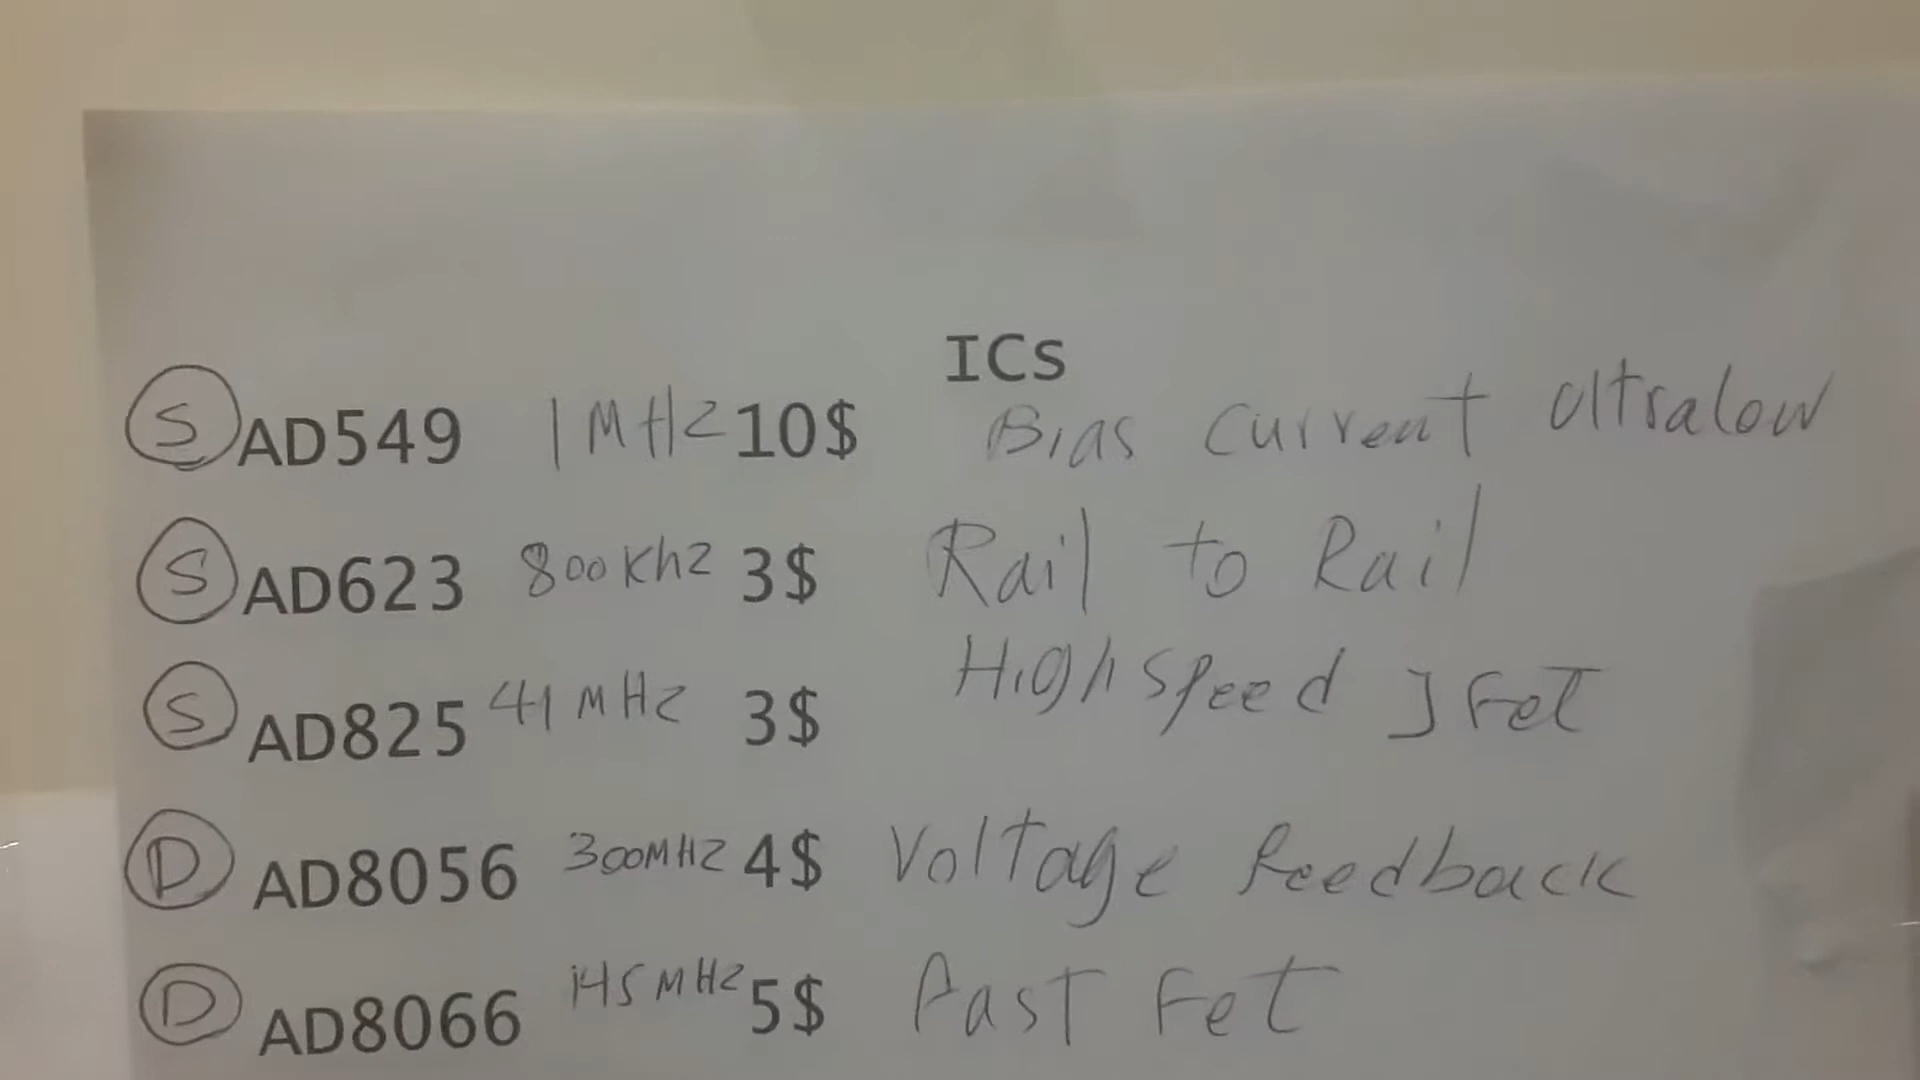 ICs
S AD549 1MHz 10$ Bias current ultralow
S AD623 800Khz 3$ Rail to Rail
S AD825 41MHz 3$ High speed JFet
D AD8056 300MHz 4$ Voltage feedback
D AD8066 145MHz 5$ Fast Fet